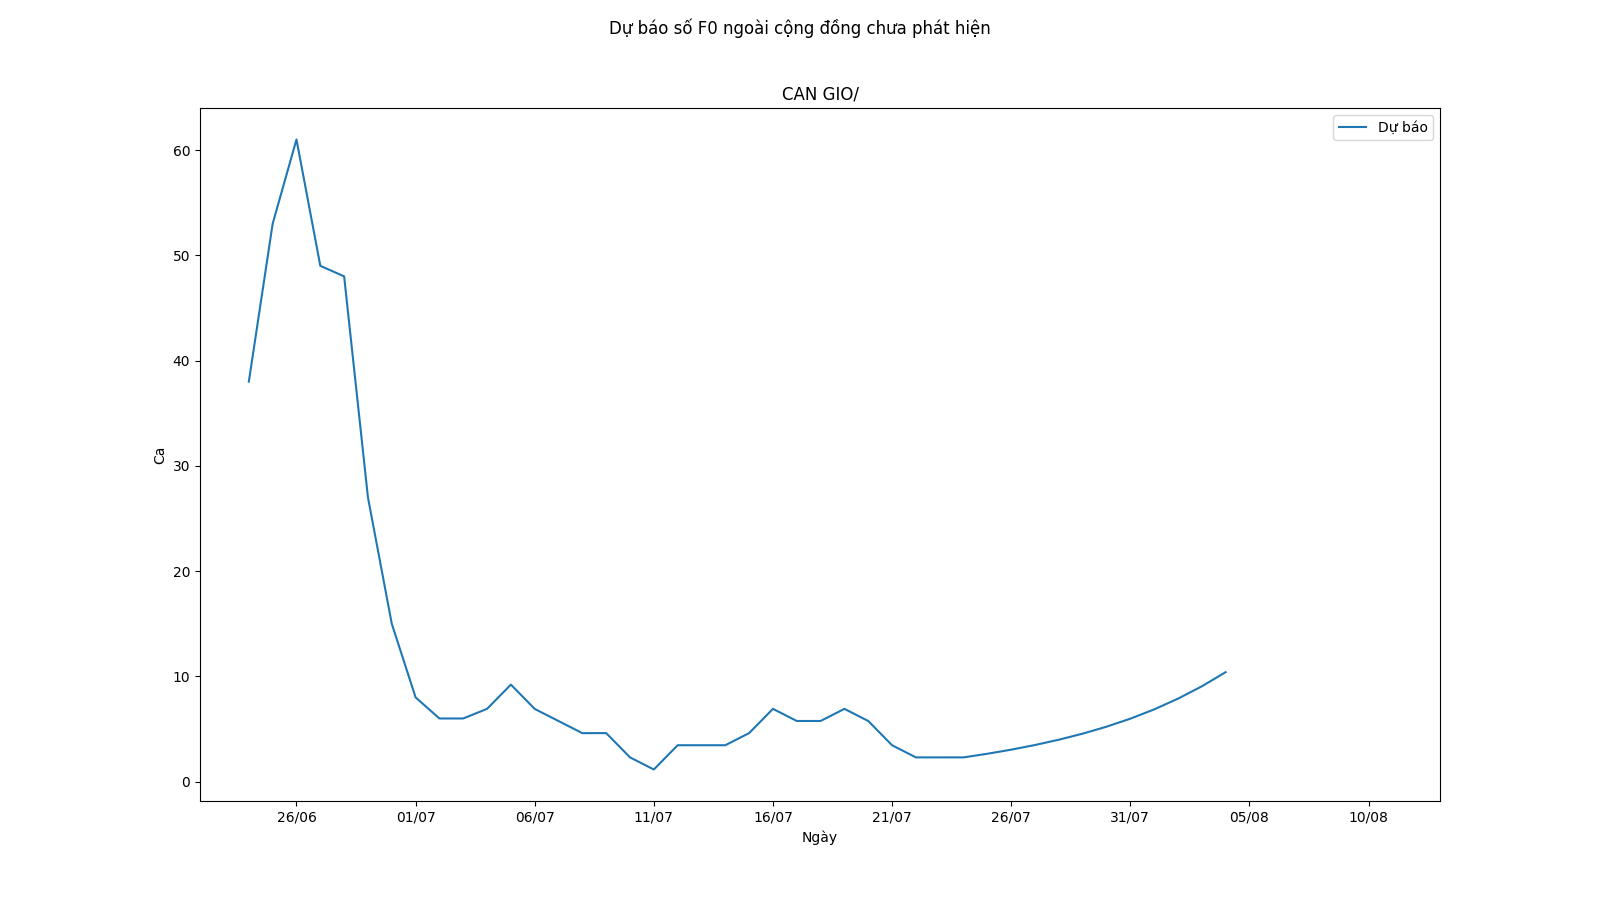 Dự báo số F0 ngoài cộng đồng chưa phát hiện
CAN GIO/
Dự báo
60
50
40
30
20
10
0
Ca
26/06 01/07 06/07 11/07 16/07 21/07 26/07 31/07 05/08 10/08
Ngày